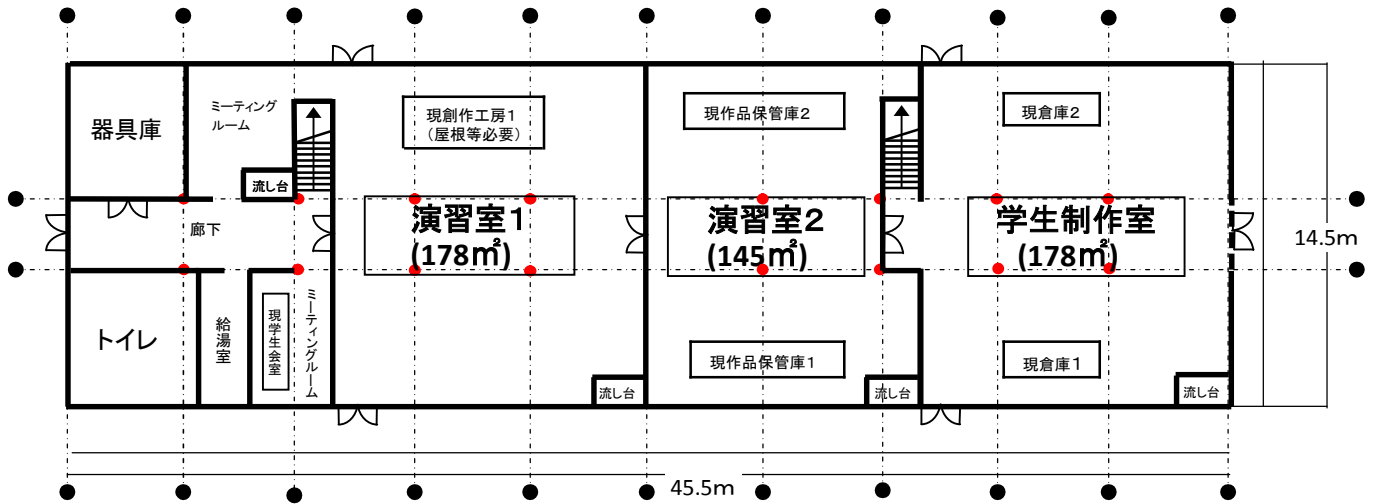 器具庫
ミーティング
ルーム
流し台
現創作工房1
(屋根等必要)
現作品保管庫2
現倉庫2
廊下
演習室1
(178㎡)
演習室2
(145㎡)
学生制作室
(178㎡)
14.5m
トイレ
給湯室
現学生会室
ミーティングルーム
流し台
現作品保管庫1
流し台
現倉庫1
流し台
45.5m